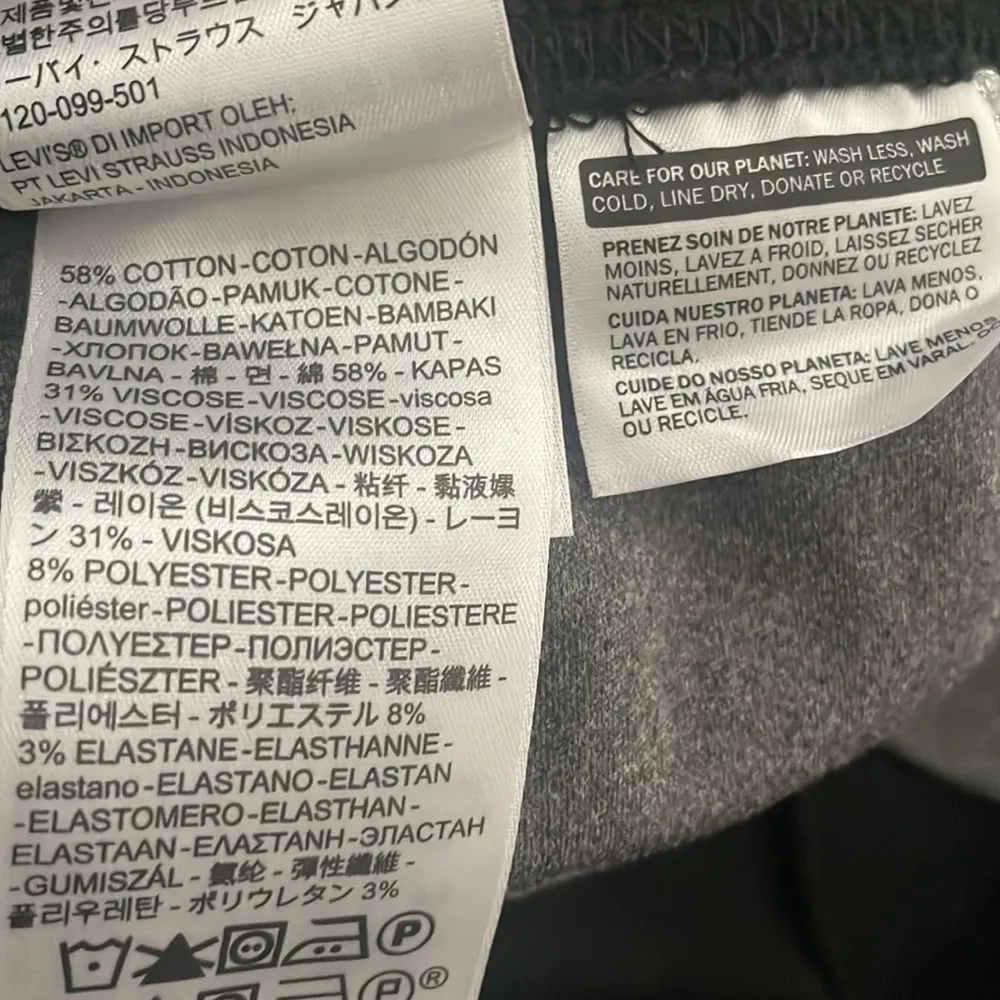 별한주의를당부드
ーバイ・ストラウス ジャパン
120-099-501
LEVI'S® DI IMPORT OLEH:
PT LEVI STRAUSS INDONESIA
JAKARTA - INDONESIA
58% COTTON-COTON-ALGODÓN
-ALGODÃO-PAMUK-COTONE-
BAUMWOLLE-KATOEN-BAMBAKI
-ХЛОПОК-BAWEŁNA-PAMUT-
BAVLNA - 棉 - 면 - 綿 58% - KAPAS
31% VISCOSE-VISCOSE-viscosa
-VISCOSE-VİSKOZ-VISKOSE-
ΒΙΣΚΟΖΗ-ВИСКОЗА-WISKOZA
-VISZKÓZ-VISKÓZA - 粘纤 - 黏液嫘
縈 - 레이온 (비스코스레이온) - レーヨ
ン 31% - VISKOSA
8% POLYESTER-POLYESTER-
poliéster-POLIESTER-POLIESTERE
-ΠΟΛΥΕΣΤΕΡ-ПОЛИЭСТЕР-
POLIÉSZTER - 聚酯纤维 - 聚酯纖維 -
폴리에스터 - ポリエステル 8%
3% ELASTANE-ELASTHANNE-
elastano-ELASTANO-ELASTAN
-ELASTOMERO-ELASTHAN-
ELASTAAN-ΕΛΑΣΤΑΝΗ-ЭЛАСТАН
-GUMISZÁL - 氨纶 - 彈性纖維 -
폴리우레탄 - ポリウレタン 3%
P
P ®
CARE FOR OUR PLANET: WASH LESS, WASH
COLD, LINE DRY, DONATE OR RECYCLE
PRENEZ SOIN DE NOTRE PLANETE: LAVEZ
MOINS, LAVEZ A FROID, LAISSEZ SECHER
NATURELLEMENT, DONNEZ OU RECYCLEZ
CUIDA NUESTRO PLANETA: LAVA MENOS,
LAVA EN FRIO, TIENDE LA ROPA, DONA O
RECICLA.
CUIDE DO NOSSO PLANETA: LAVE MENOS
LAVE EM ÁGUA FRIA, SEQUE EM VARAL,
OU RECICLE.